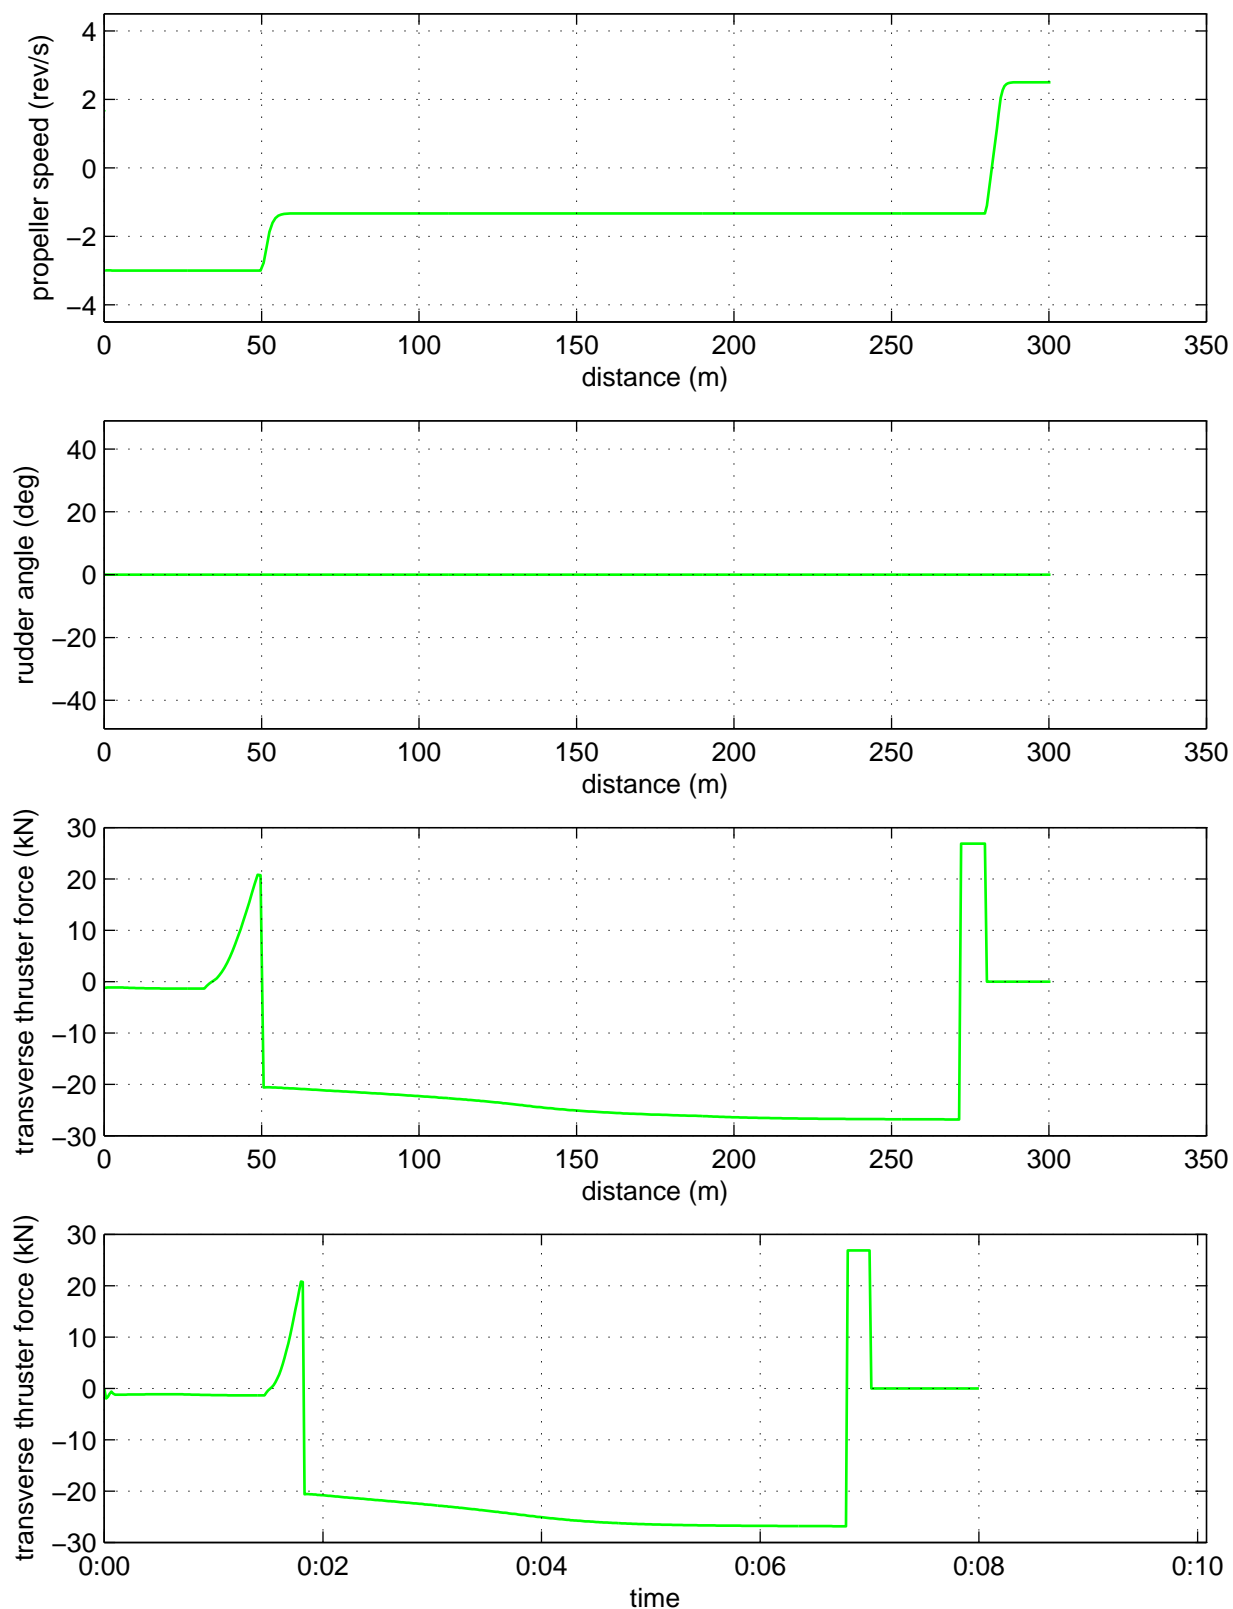 propeller speed (rev/s)
4
2
0
−2
−4
0 50 100 150 200 250 300 350
distance (m)
rudder angle (deg)
40
20
0
−20
−40
0 50 100 150 200 250 300 350
distance (m)
transverse thruster force (kN)
30
20
10
0
−10
−20
−30
0 50 100 150 200 250 300 350
distance (m)
transverse thruster force (kN)
30
20
10
0
−10
−20
−30
0:00 0:02 0:04 0:06 0:08 0:10
time